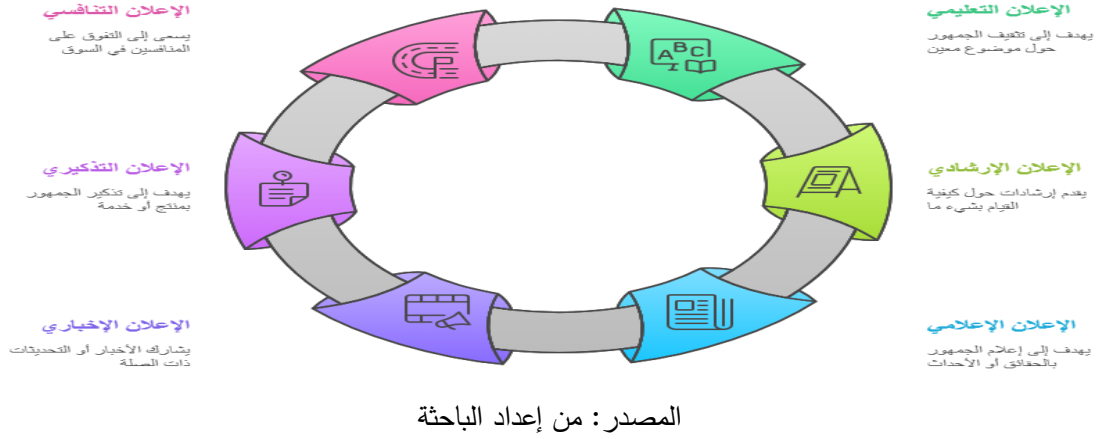 الإعلان التعليمي
يهدف إلى تثقيف الجمهور
حول موضوع معين
الإعلان التنافسي
يسعى إلى التفوق على
المنافسين في السوق
ABC
الإعلان الإرشادي
يقدم إرشادات حول كيفية
القيام بشيء ما
الإعلان التذكيري
يهدف إلى تذكير الجمهور
بمنتج أو خدمة
الإعلان الإعلامي
يهدف إلى إعلام الجمهور
بالحقائق أو الأحداث
الإعلان الإخباري
يشارك الأخبار أو التحديثات
ذات الصلة
المصدر: من إعداد الباحثة